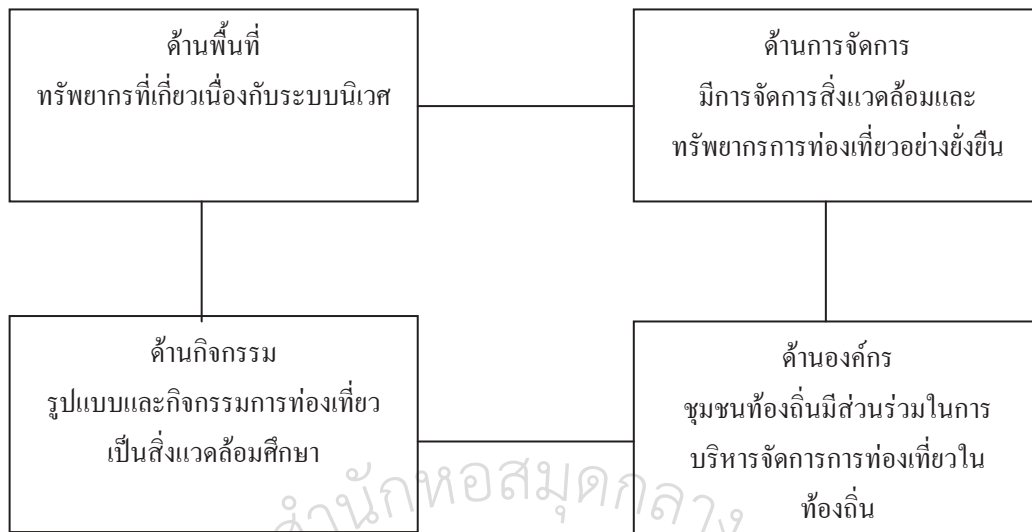 ด้านพื้นที่
ทรัพยากรที่เกี่ยวเนื่องกับระบบนิเวศ
ด้านการจัดการ
มีการจัดการสิ่งแวดล้อมและ
ทรัพยากรการท่องเที่ยวอย่างยั่งยืน
ด้านกิจกรรม
รูปแบบและกิจกรรมการท่องเที่ยว
เป็นสิ่งแวดล้อมศึกษา
ด้านองค์กร
ชุมชนท้องถิ่นมีส่วนร่วมในการ
บริหารจัดการการท่องเที่ยวใน
ท้องถิ่น
สำนักหอสมุดกลาง